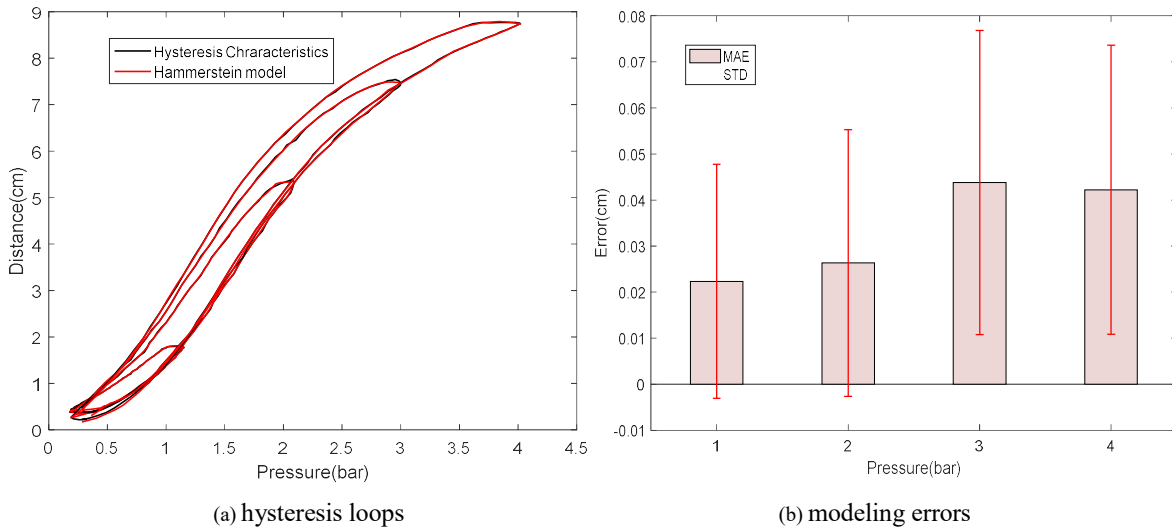 9
8
7
6
5
4
3
2
1
0
Distance(cm)
Hysteresis Chraracteristics
Hammerstein model
0 0.5 1 1.5 2 2.5 3 3.5 4 4.5
Pressure(bar)
(a) hysteresis loops
0.08
0.07
0.06
0.05
0.04
0.03
0.02
0.01
0
-0.01
Error(cm)
MAE
STD
1 2 3 4
Pressure(bar)
(b) modeling errors